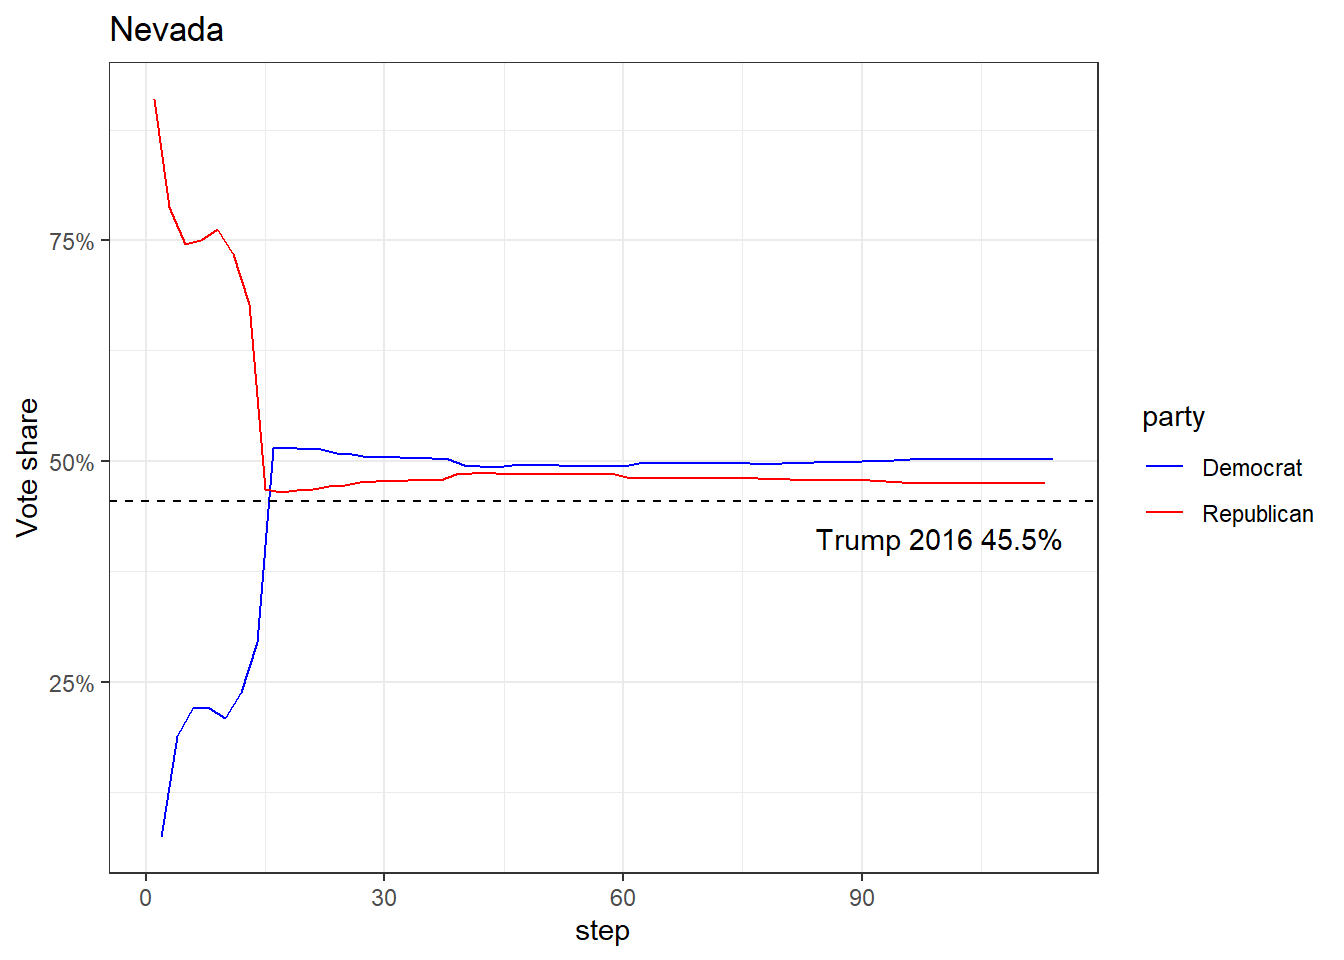 Nevada
Vote share
75%
50%
25%
Trump 2016 45.5%
0 30 60 90
step
party
Democrat
Republican